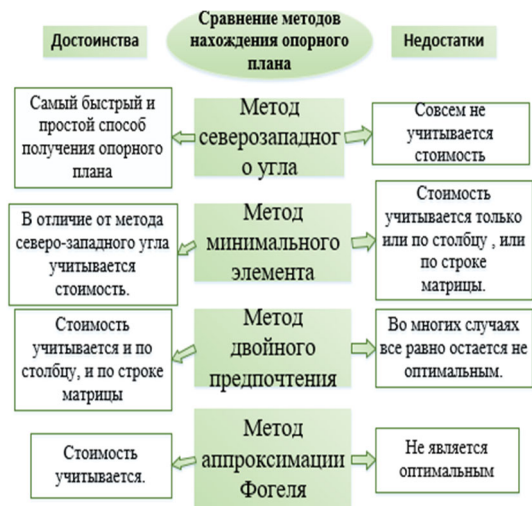 Достоинства
Сравнение методов
нахождения опорного
плана
Недостатки
Самый быстрый и
простой способ
получения опорного
плана
Метод
северозападног
о угла
Совсем не
учитывается
стоимость
В отличие от метода
северо-западного угла
учитывается
стоимость.
Метод
минимального
элемента
Стоимость
учитывается только
или по столбцу , или
по строке
матрицы.
Стоимость
учитывается и по
столбцу, и по строке
матрицы
Метод
двойного
предпочтения
Во многих случаях
все равно остается не
оптимальным.
Стоимость
учитывается.
Метод
аппроксимации
Фогеля
Не является
оптимальным